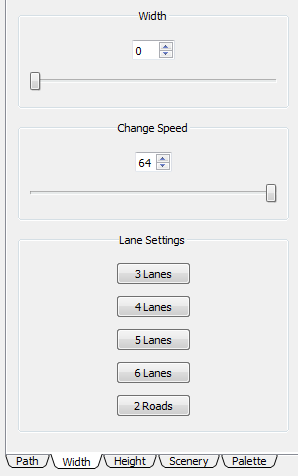 Width
0
Change Speed
64
Lane Settings
3 Lanes
4 Lanes
5 Lanes
6 Lanes
2 Roads
Path Width Height Scenery Palette